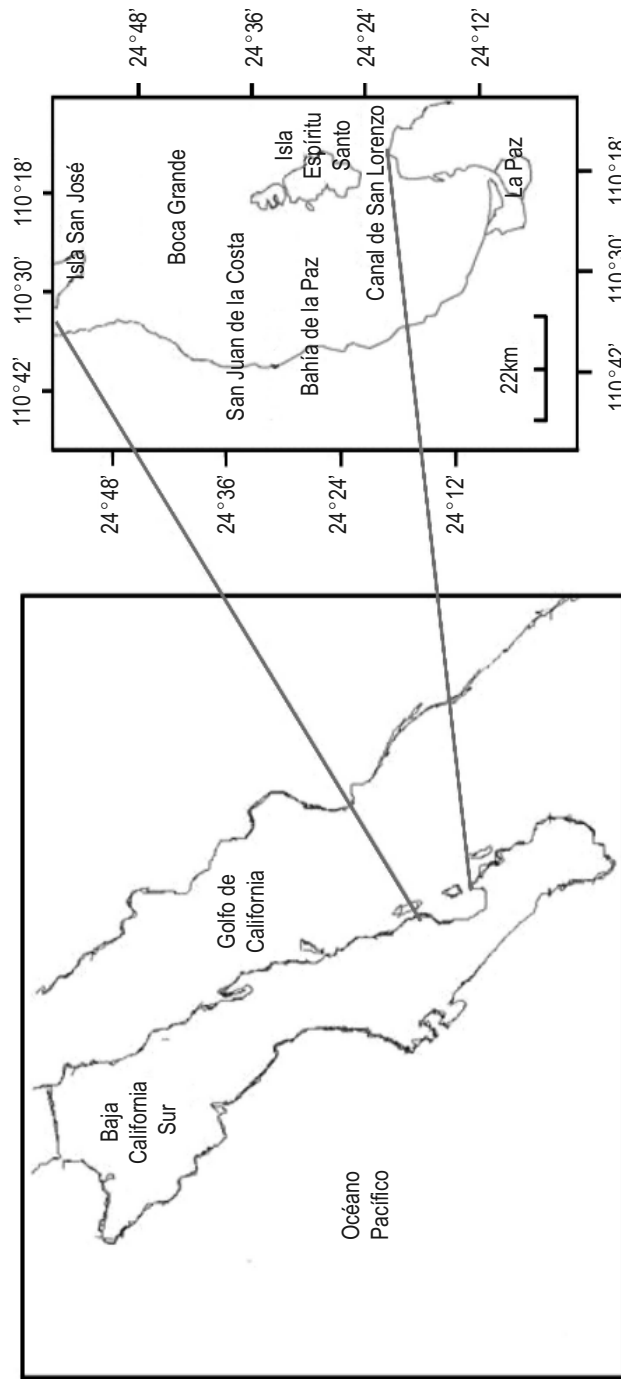 Baja
California
Sur
Golfo de
California
Océano
Pacífico
110°42'
110°30'
110°18'
24°48'
24°36'
24°24'
24°12'
Isla San José
Boca Grande
San Juan de la Costa
Isla
Espíritu
Santo
Bahía de la Paz
Canal de San Lorenzo
La Paz
22km
24°48'
24°36'
24°24'
24°12'
110°42'
110°30'
110°18'